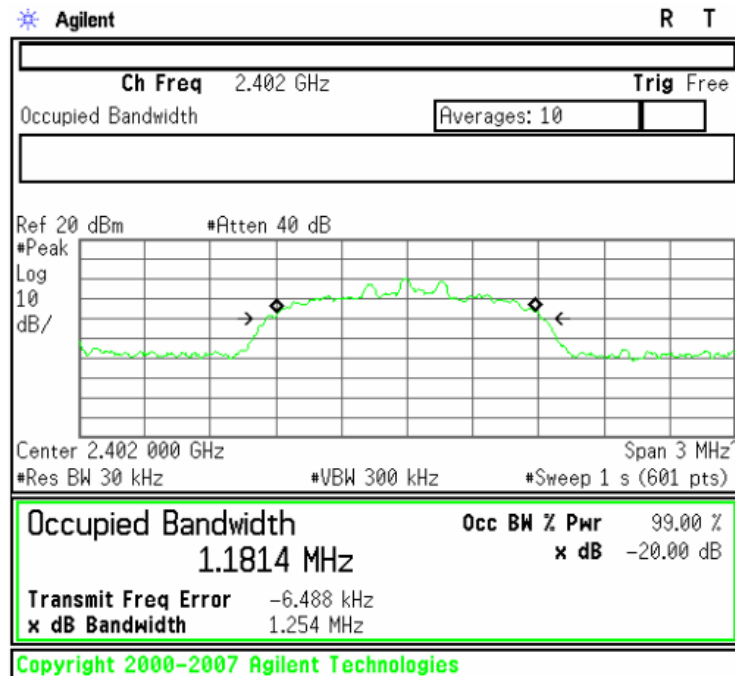 Agilent R T
Ch Freq 2.402 GHz Trig Free
Occupied Bandwidth Averages: 10
Ref 20 dBm #Atten 40 dB
#Peak
Log
10
dB/
Center 2.402 000 GHz Span 3 MHz^
#Res BW 30 kHz #VBW 300 kHz #Sweep 1 s (601 pts)
Occupied Bandwidth Occ BW % Pwr 99.00 %
1.1814 MHz x dB -20.00 dB
Transmit Freq Error -6.488 kHz
x dB Bandwidth 1.254 MHz
Copyright 2000-2007 Agilent Technologies